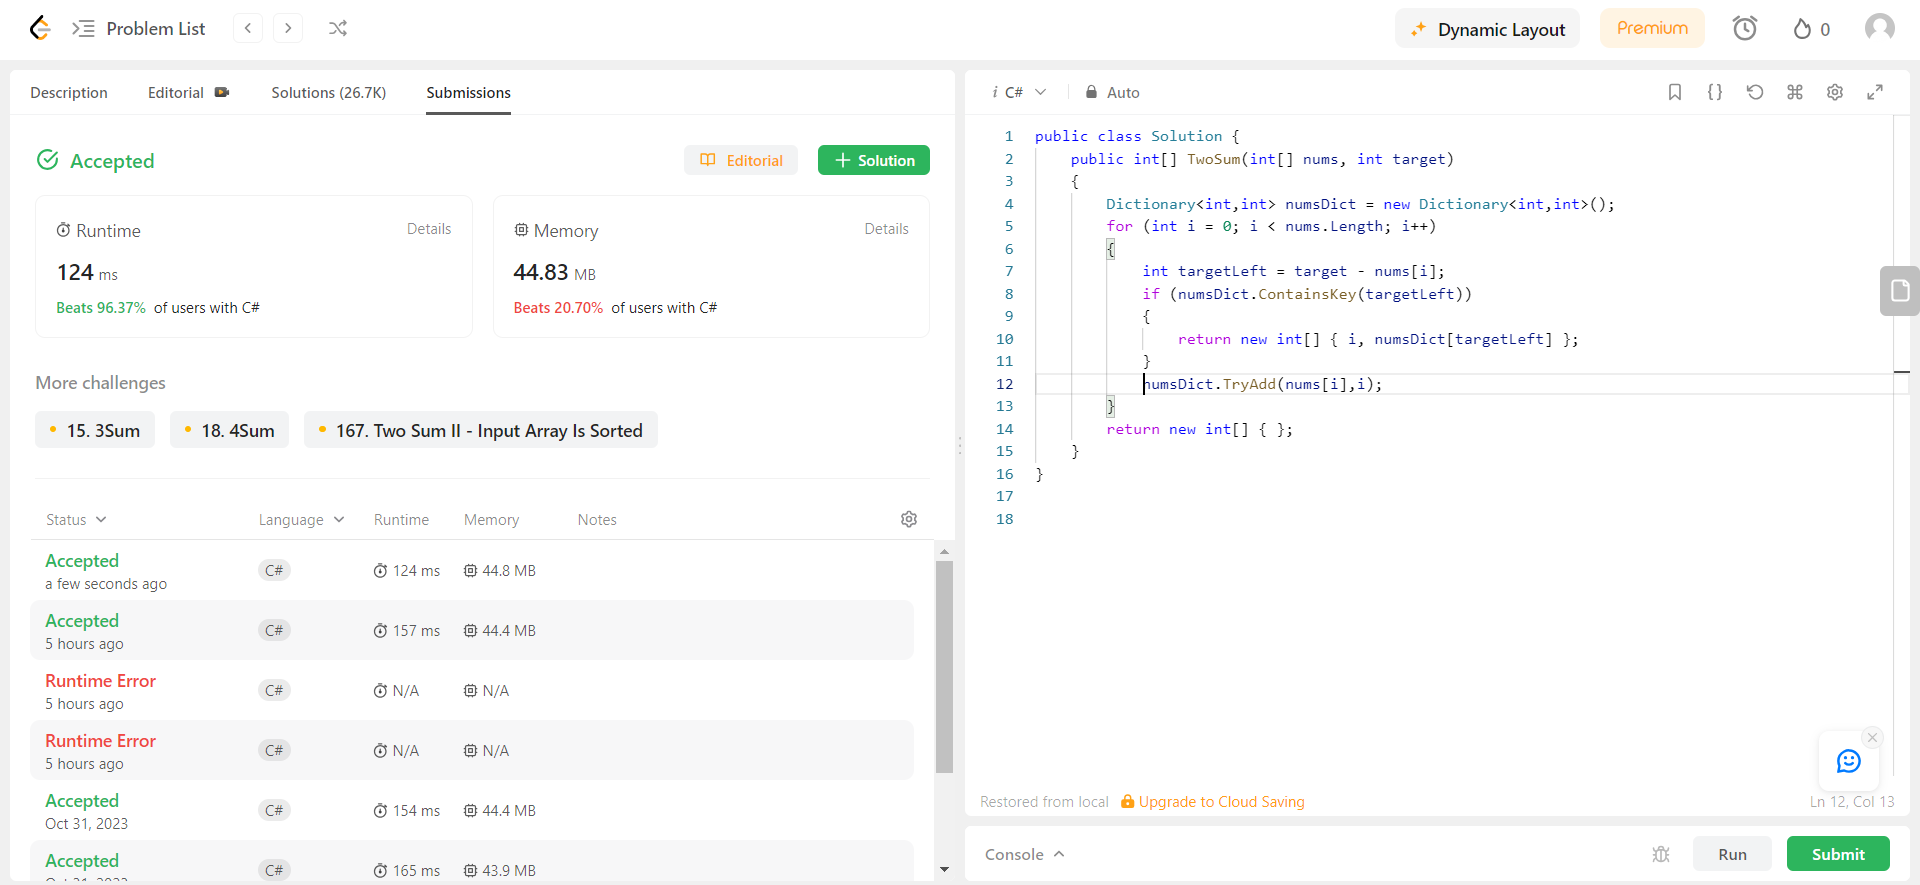 Problem List
Dynamic Layout
Premium
0
Description
Editorial
Solutions (26.7K)
Submissions
Accepted
Editorial
Solution
Runtime
Details
124 ms
Beats 96.37% of users with C#
Memory
Details
44.83 MB
Beats 20.70% of users with C#
More challenges
15. 3Sum
18. 4Sum
167. Two Sum II - Input Array Is Sorted
Status Language Runtime Memory Notes
Accepted
a few seconds ago
C# 124 ms 44.8 MB
Accepted
5 hours ago
C# 157 ms 44.4 MB
Runtime Error
5 hours ago
C# N/A N/A
Runtime Error
5 hours ago
C# N/A N/A
Accepted
Oct 31, 2023
C# 154 ms 44.4 MB
Accepted
C# 165 ms 43.9 MB
i C# Auto
1 public class Solution {
2 public int[] TwoSum(int[] nums, int target)
3 {
4 Dictionary<int,int> numsDict = new Dictionary<int,int>();
5 for (int i = 0; i < nums.Length; i++)
6 {
7 int targetLeft = target - nums[i];
8 if (numsDict.ContainsKey(targetLeft))
9 {
10 return new int[] { i, numsDict[targetLeft] };
11 }
12 numsDict.TryAdd(nums[i],i);
13 }
14 return new int[] { };
15 }
16 }
17
18
Restored from local
Upgrade to Cloud Saving
Ln 12, Col 13
Console
Run
Submit